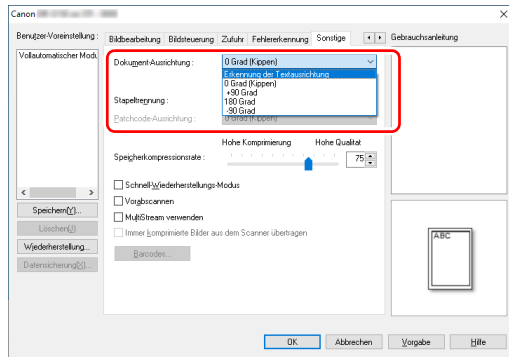 Canon
Benutzer-Voreinstellung :
Vollautomatischer Modu
Speichern(Y)...
Löschen(J)
Wiederherstellung...
Datensicherung(X)...
Bildbearbeitung Bildsteuerung Zufuhr Fehlererkennung Sonstige
Dokument-Ausrichtung : 0 Grad (Kippen)
Erkennung der Textausrichtung
0 Grad (Kippen)
+90 Grad
180 Grad
-90 Grad
Stapeltrennung :
Patchcode-Ausrichtung : 0 Grad (Kippen)
Hohe Komprimierung Hohe Qualität
Speicherkompressionsrate : 75
Schnell-Wiederherstellungs-Modus
Vorabscannen
MultiStream verwenden
Immer komprimierte Bilder aus dem Scanner übertragen
Barcodes...
Gebrauchsanleitung
ABC
OK Abbrechen Vorgabe Hilfe